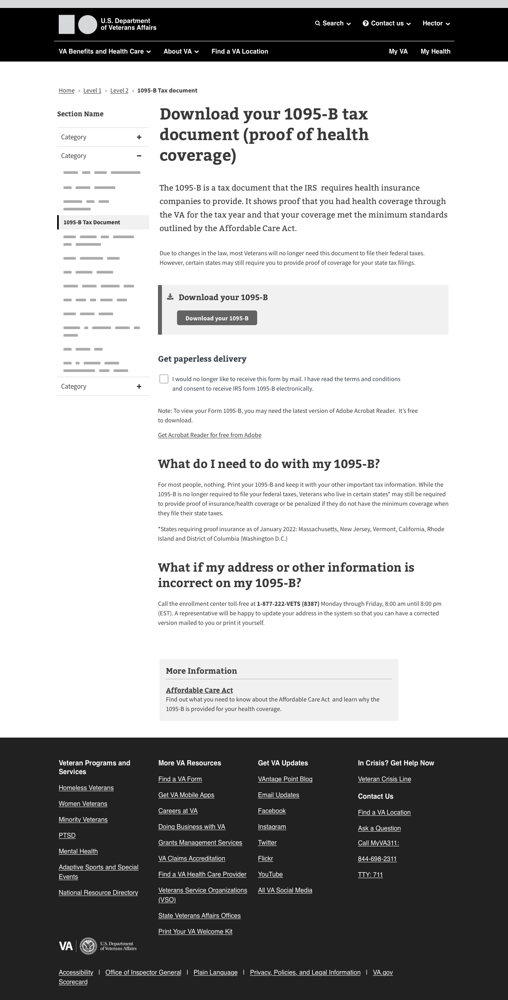 U.S. Department
of Veterans Affairs
Search
Contact us
Hector
VA Benefits and Health Care
About VA
Find a VA Location
My VA
My Health
Home › Level 1 › Level 2 › 1095-B Tax document
Section Name
Category
Category
1095-B Tax Document
Category
Download your 1095-B tax
document (proof of health
coverage)
The 1095-B is a tax document that the IRS  requires health insurance
companies to provide. It shows proof that you had health coverage through
the VA for the tax year and that your coverage met the minimum standards
outlined by the Affordable Care Act.
Due to changes in the law, most Veterans will no longer need this document to file their federal taxes.
However, certain states may still require you to provide proof of coverage for your state tax filings.
Download your 1095-B
Download your 1095-B
Get paperless delivery
I would no longer like to receive this form by mail. I have read the terms and conditions
and consent to receive IRS form 1095-B electronically.
Note: To view your Form 1095-B, you may need the latest version of Adobe Acrobat Reader.  It’s free
to download.
Get Acrobat Reader for free from Adobe
What do I need to do with my 1095-B?
For most people, nothing. Print your 1095-B and keep it with your other important tax information. While the
1095-B is no longer required to file your federal taxes, Veterans who live in certain states* may still be required
to provide proof of insurance/health coverage or be penalized if they do not have the minimum coverage when
they file their state taxes.
*States requiring proof insurance as of January 2022: Massachusetts, New Jersey, Vermont, California, Rhode
Island and District of Columbia (Washington D.C.)
What if my address or other information is
incorrect on my 1095-B?
Call the enrollment center toll-free at 1-877-222-VETS (8387) Monday through Friday, 8:00 am until 8:00 pm
(EST). A representative will be happy to update your address in the system so that you can have a corrected
version mailed to you or print it yourself.
More Information
Affordable Care Act
Find out what you need to know about the Affordable Care Act  and learn why the
1095-B is provided for your health coverage.
Veteran Programs and
Services
Homeless Veterans
Women Veterans
Minority Veterans
PTSD
Mental Health
Adaptive Sports and Special
Events
National Resource Directory
More VA Resources
Find a VA Form
Get VA Mobile Apps
Careers at VA
Doing Business with VA
Grants Management Services
VA Claims Accreditation
Find a VA Health Care Provider
Veterans Service Organizations
(VSO)
State Veterans Affairs Offices
Print Your VA Welcome Kit
Get VA Updates
VAntage Point Blog
Email Updates
Facebook
Instagram
Twitter
Flickr
YouTube
All VA Social Media
In Crisis? Get Help Now
Veteran Crisis Line
Contact Us
Find a VA Location
Ask a Question
Call MyVA311:
844-698-2311
TTY: 711
VA
U.S. Department
of Veterans Affairs
Accessibility | Office of Inspector General | Plain Language | Privacy, Policies, and Legal Information | VA.gov
Scorecard